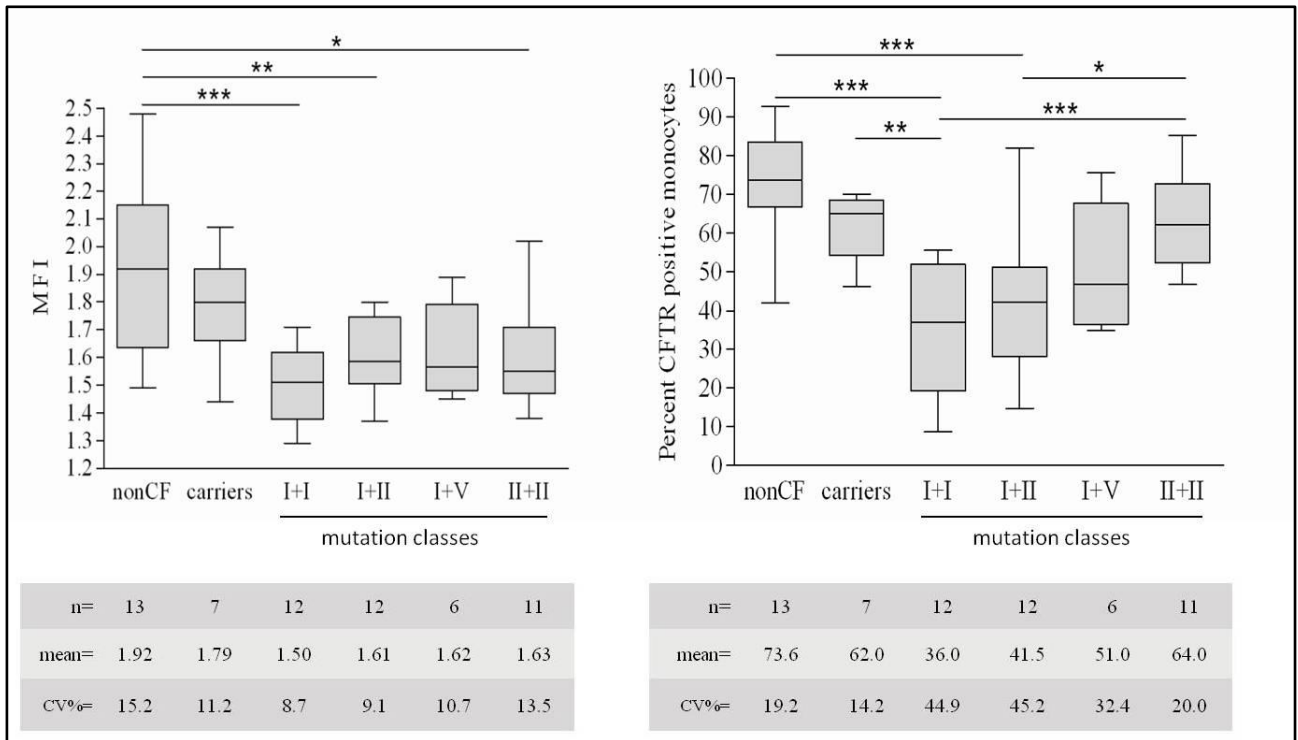 *
**
***
MFI
2.5
2.4
2.3
2.2
2.1
2.0
1.9
1.8
1.7
1.6
1.5
1.4
1.3
1.2
nonCF carriers I+I I+II I+V II+II
mutation classes
n= 13 7 12 12 6 11
mean= 1.92 1.79 1.50 1.61 1.62 1.63
CV%= 15.2 11.2 8.7 9.1 10.7 13.5
***
*
***
***
**
Percent CFTR positive monocytes
100
90
80
70
60
50
40
30
20
10
0
nonCF carriers I+I I+II I+V II+II
mutation classes
n= 13 7 12 12 6 11
mean= 73.6 62.0 36.0 41.5 51.0 64.0
CV%= 19.2 14.2 44.9 45.2 32.4 20.0